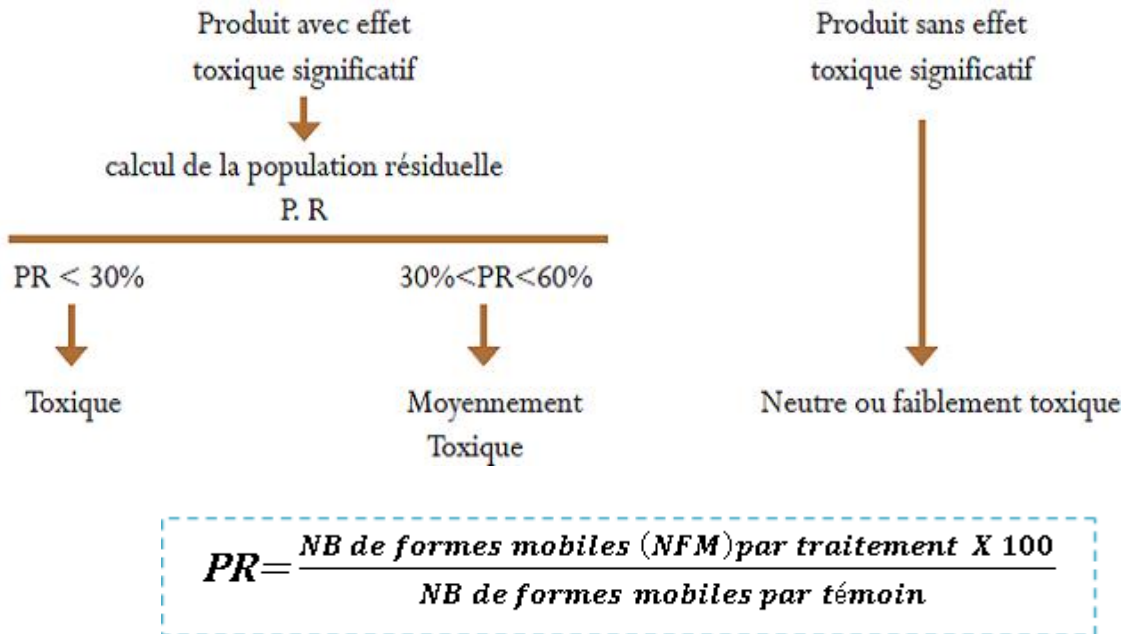 Produit avec effet
toxique significatif
Produit sans effet
toxique significatif
calcul de la population résiduelle
P. R
PR < 30%
30%<PR<60%
Toxique
Moyennement
Toxique
Neutre ou faiblement toxique
PR= NB de formes mobiles (NFM)par traitement X 100
NB de formes mobiles par témoin